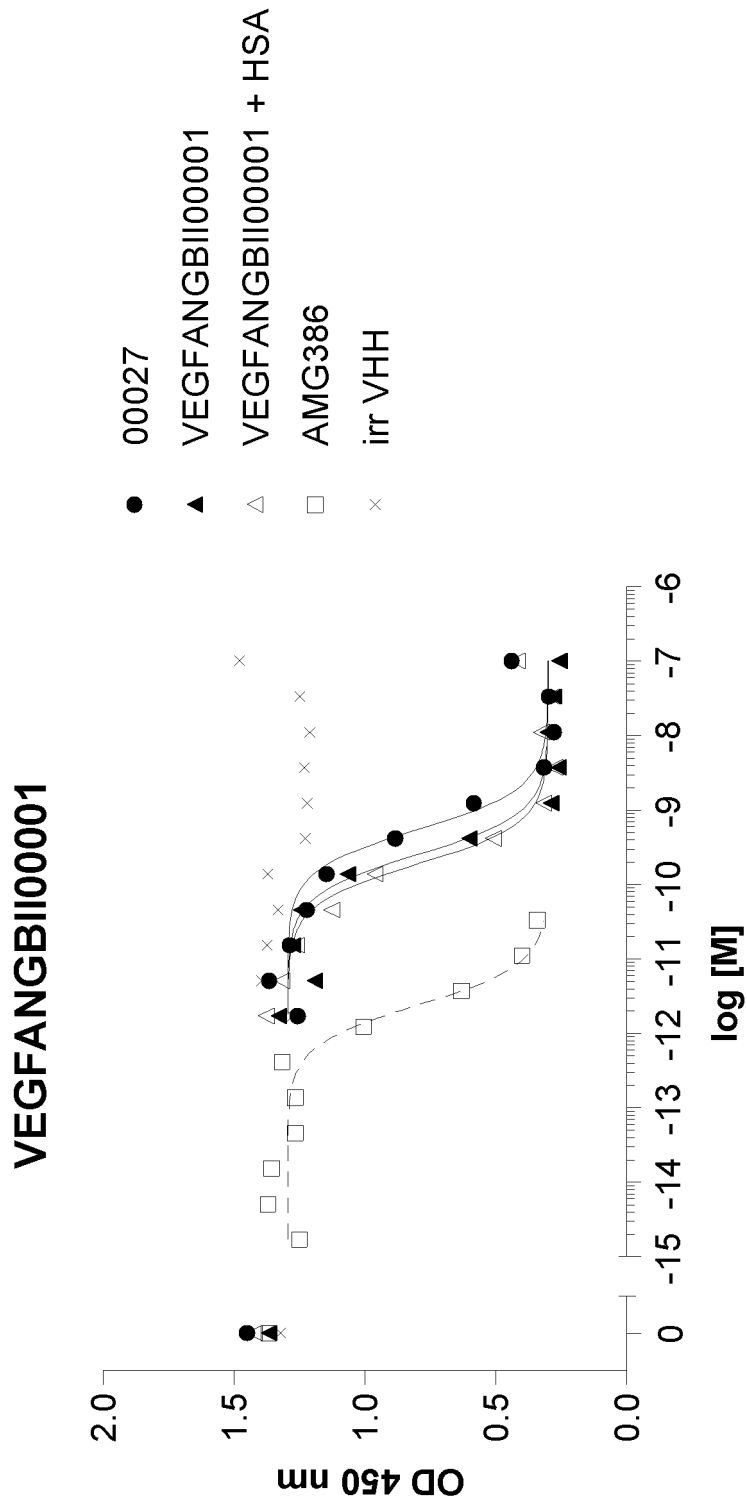 VEGFANGBII00001
2.0
1.5
1.0
0.5
0.0
OD 450 nm
0 -15 -14 -13 -12 -11 -10 -9 -8 -7 -6
log [M]
00027
VEGFANGBII00001
VEGFANGBII00001 + HSA
AMG386
irr VHH